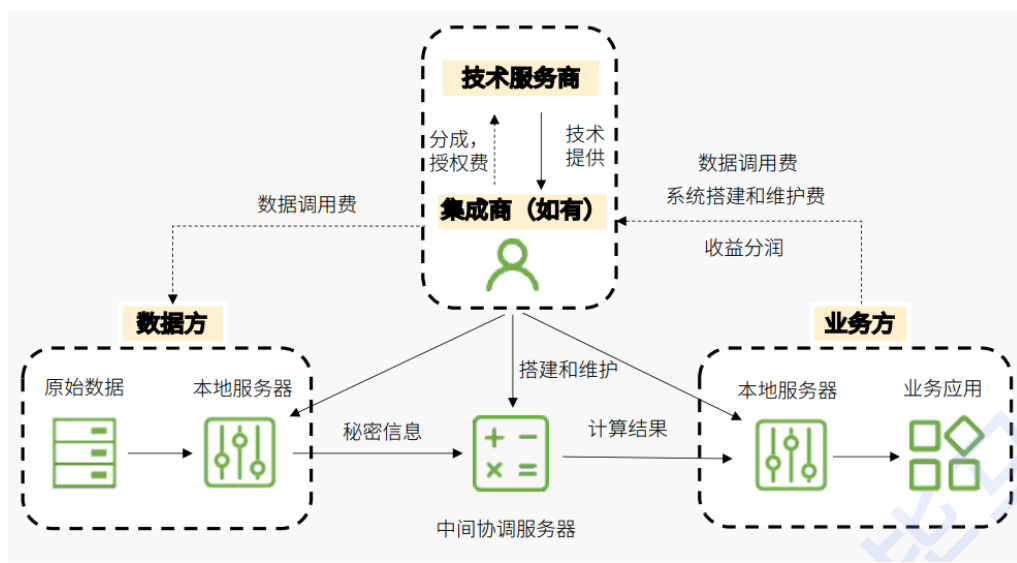 技术服务商
分成，
授权费
技术
提供
集成商（如有）
数据调用费
数据调用费
系统搭建和维护费
收益分润
数据方
业务方
原始数据
本地服务器
搭建和维护
本地服务器
业务应用
秘密信息
计算结果
中间协调服务器